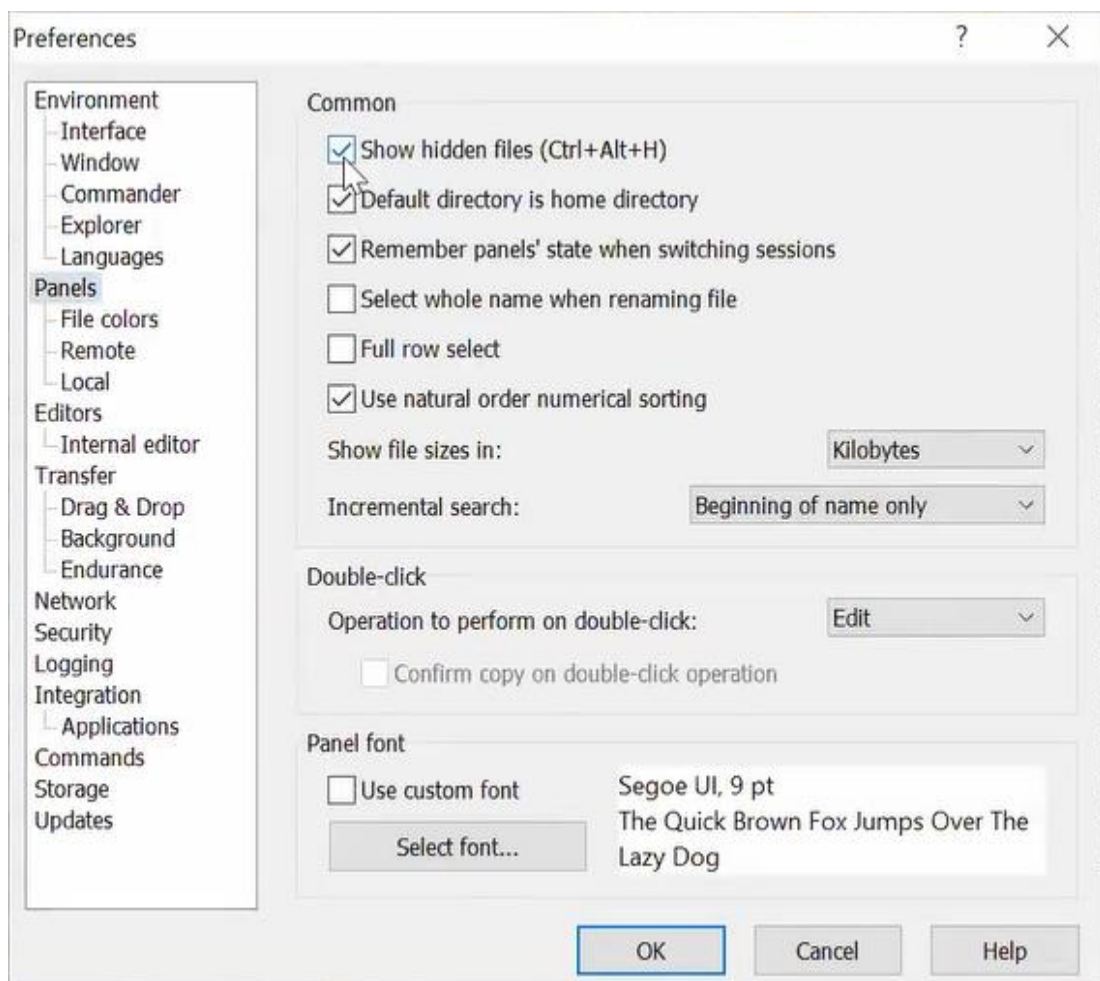 Preferences
?
Environment
Interface
Window
Commander
Explorer
Languages
Panels
File colors
Remote
Local
Editors
Internal editor
Transfer
Drag & Drop
Background
Endurance
Network
Security
Logging
Integration
Applications
Commands
Storage
Updates
Common
Show hidden files (Ctrl+Alt+H)
Default directory is home directory
Remember panels' state when switching sessions
Select whole name when renaming file
Full row select
Use natural order numerical sorting
Show file sizes in: Kilobytes
Incremental search: Beginning of name only
Double-click
Operation to perform on double-click: Edit
Confirm copy on double-click operation
Panel font
Use custom font
Select font...
Segoe UI, 9 pt
The Quick Brown Fox Jumps Over The
Lazy Dog
OK Cancel Help